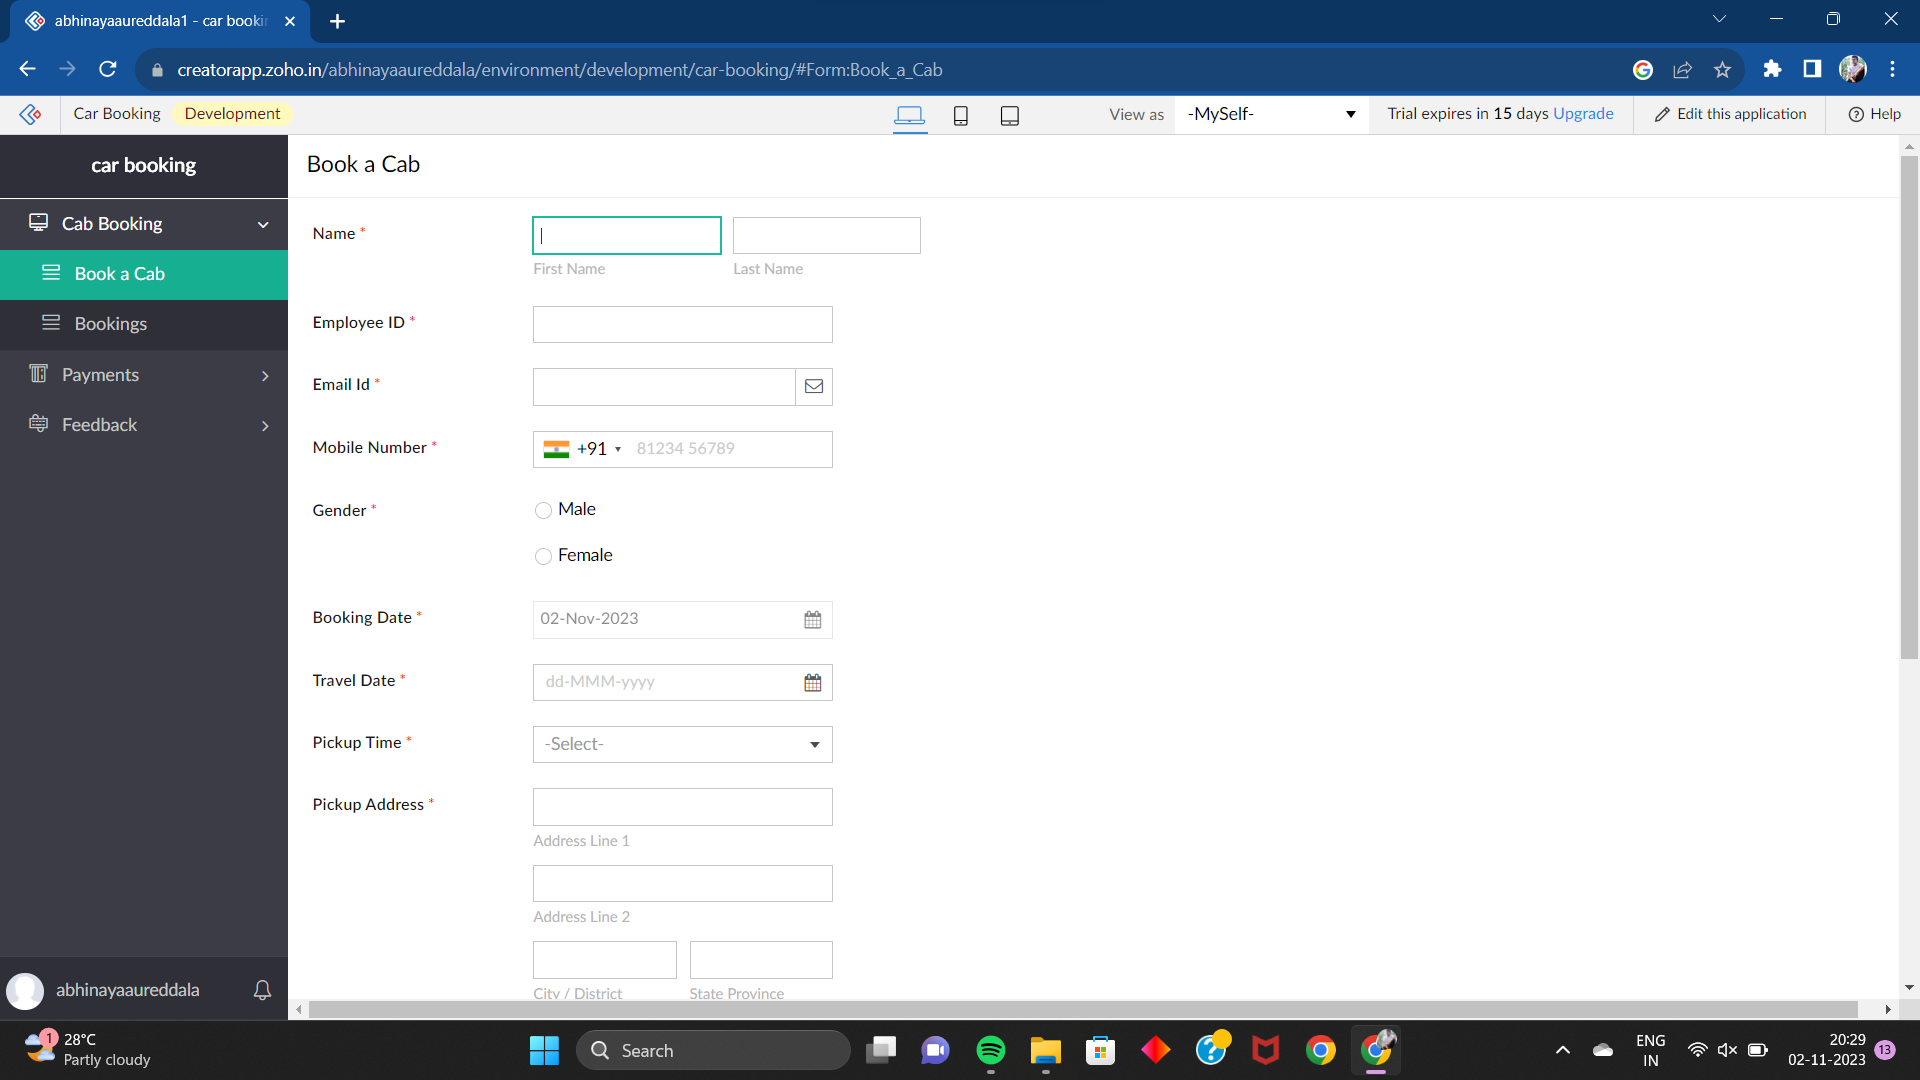 abhinayaaureddala1 - car bookin
creatorapp.zoho.in/abhinayaaureddala/environment/development/car-booking/#Form:Book_a_Cab
Car Booking Development View as -MySelf- Trial expires in 15 days Upgrade Edit this application Help
car booking
Cab Booking
Book a Cab
Bookings
Payments
Feedback
abhinayaaureddala
Book a Cab
Name *
First Name Last Name
Employee ID *
Email Id *
Mobile Number * +91 81234 56789
Gender * Male
Female
Booking Date * 02-Nov-2023
Travel Date * dd-MMM-yyyy
Pickup Time * -Select-
Pickup Address *
Address Line 1
Address Line 2
City / District State Province
1 28°C
Partly cloudy
Search
ENG
IN
20:29
02-11-2023
13